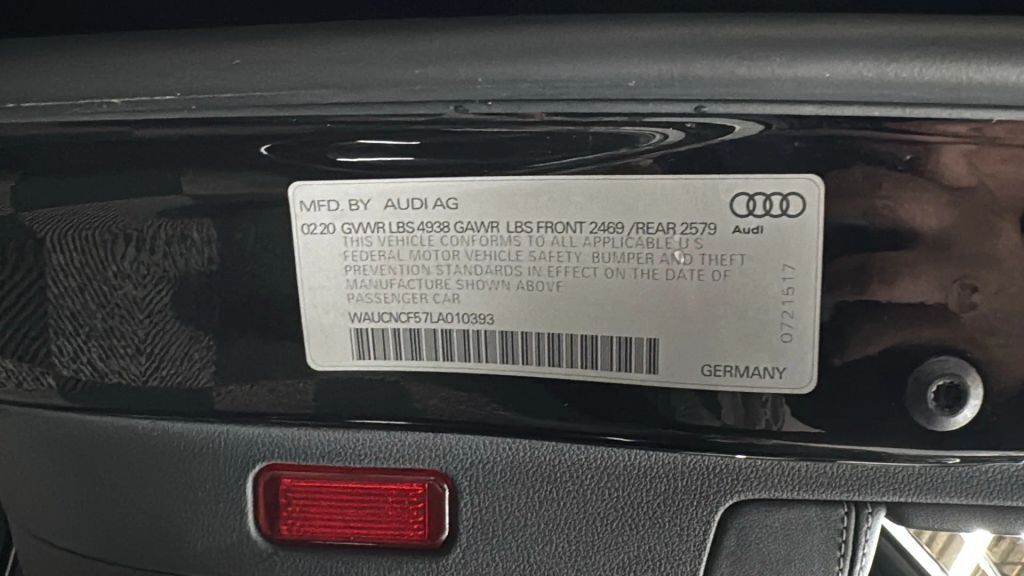 MFD. BY AUDI AG
Audi
02.20 GVWR LBS 4938 GAWR LBS FRONT 2469 /REAR 2579
THIS VEHICLE CONFORMS TO ALL APPLICABLE U S
FEDERAL MOTOR VEHICLE SAFETY, BUMPER AND THEFT
PREVENTION STANDARDS IN EFFECT ON THE DATE OF
MANUFACTURE SHOWN ABOVE
PASSENGER CAR
WAUCNCF57LA010393
GERMANY
0721517